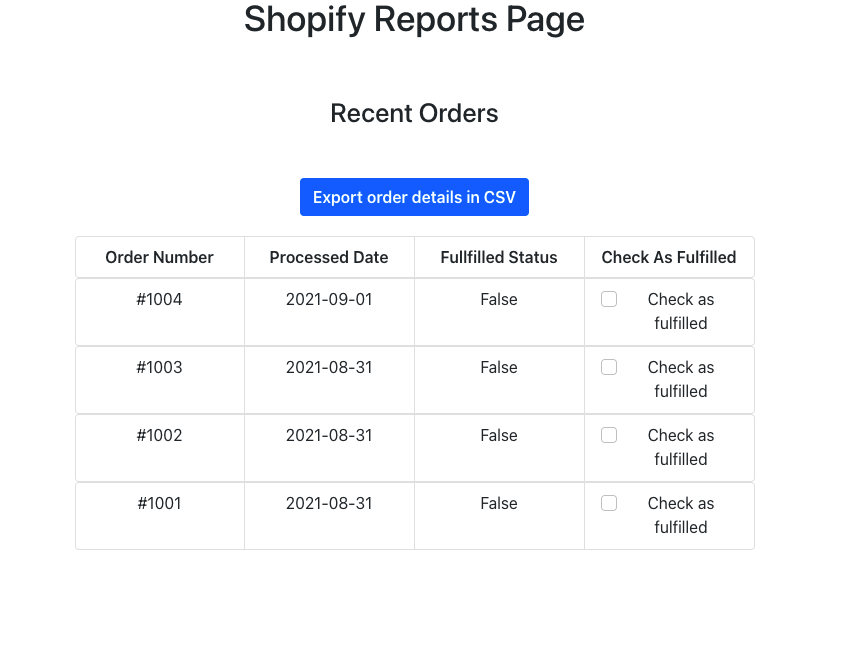 Shopify Reports Page
Recent Orders
Export order details in CSV
Order Number Processed Date Fullfilled Status Check As Fulfilled
#1004 2021-09-01 False Check as
fulfilled
#1003 2021-08-31 False Check as
fulfilled
#1002 2021-08-31 False Check as
fulfilled
#1001 2021-08-31 False Check as
fulfilled